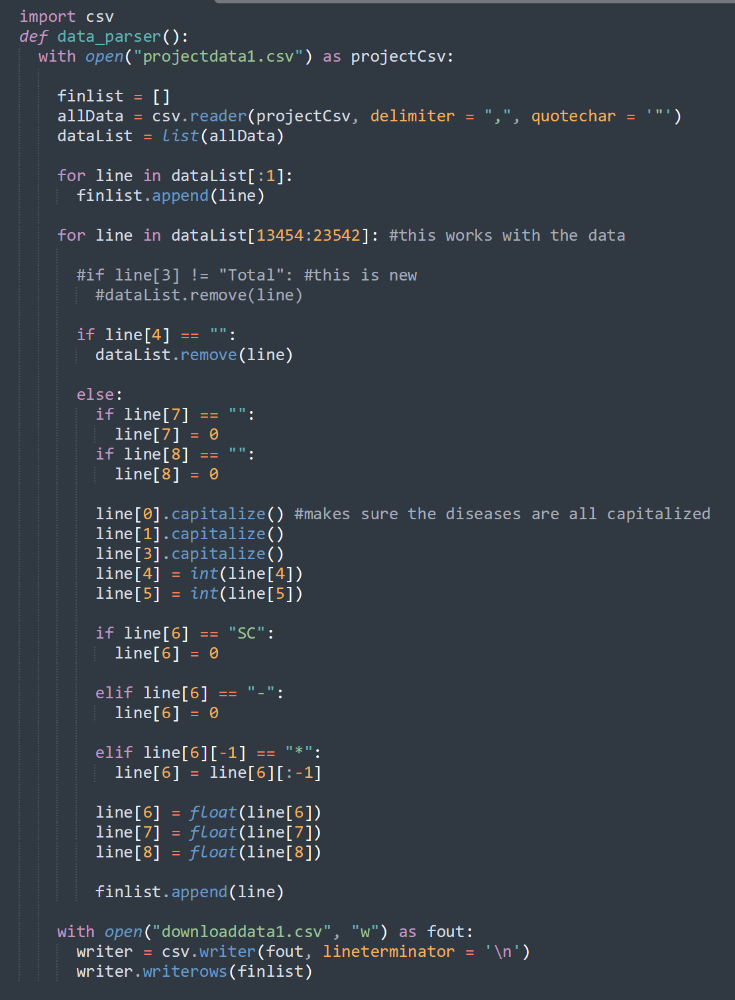 import csv
def data_parser():
  with open("projectdata1.csv") as projectCsv:

    finlist = []
    allData = csv.reader(projectCsv, delimiter = ",", quotechar = '"')
    dataList = list(allData)

    for line in dataList[:1]:
      finlist.append(line)

    for line in dataList[13454:23542]: #this works with the data

      #if line[3] != "Total": #this is new
        #dataList.remove(line)

      if line[4] == "":
        dataList.remove(line)

      else:
        if line[7] == "":
          line[7] = 0
        if line[8] == "":
          line[8] = 0

        line[0].capitalize() #makes sure the diseases are all capitalized
        line[1].capitalize()
        line[3].capitalize()
        line[4] = int(line[4])
        line[5] = int(line[5])

        if line[6] == "SC":
          line[6] = 0

        elif line[6] == "-":
          line[6] = 0

        elif line[6][-1] == "*":
          line[6] = line[6][:-1]

        line[6] = float(line[6])
        line[7] = float(line[7])
        line[8] = float(line[8])

        finlist.append(line)

    with open("downloaddata1.csv", "w") as fout:
      writer = csv.writer(fout, lineterminator = '\n')
      writer.writerows(finlist)